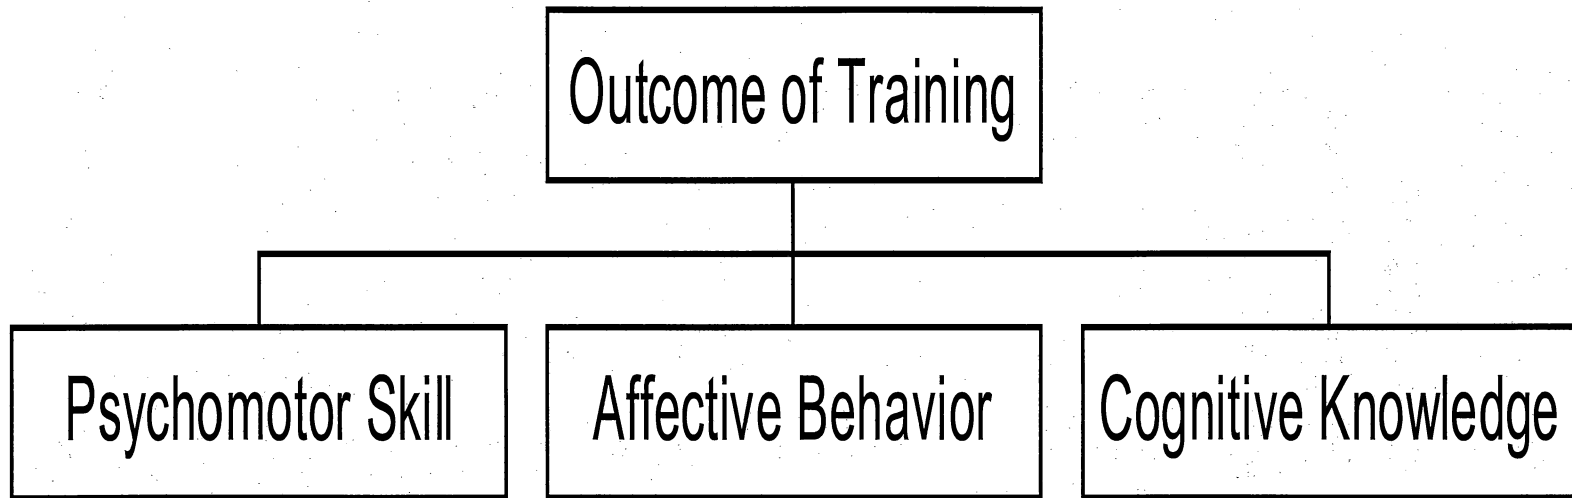 Outcome of Training
Psychomotor Skill
Affective Behavior
Cognitive Knowledge